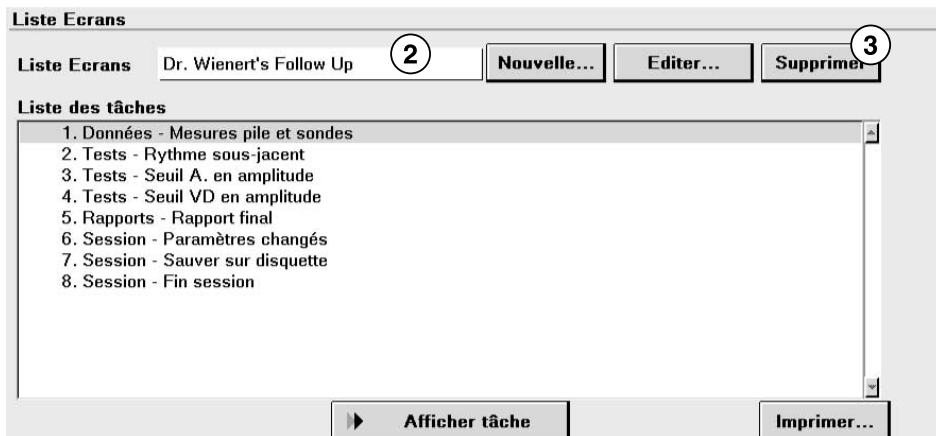 Liste Ecrans
Liste Ecrans Dr. Wienert's Follow Up 2 Nouvelle... Editer... Supprimer 3
Liste des tâches
1. Données - Mesures pile et sondes
2. Tests - Rythme sous-jacent
3. Tests - Seuil A. en amplitude
4. Tests - Seuil VD en amplitude
5. Rapports - Rapport final
6. Session - Paramètres changés
7. Session - Sauver sur disquette
8. Session - Fin session
Afficher tâche Imprimer...